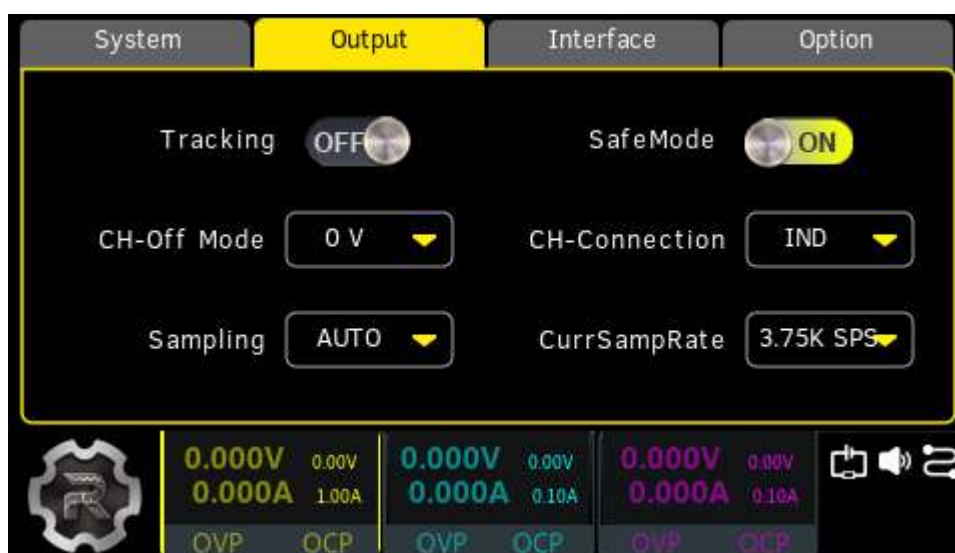 System Output Interface Option
Tracking OFF SafeMode ON
CH-Off Mode 0 V CH-Connection IND
Sampling AUTO CurrSampRate 3.75K SPS
0.000V 0.00V 0.000V 0.00V 0.000V 0.00V
0.000A 1.00A 0.000A 0.10A 0.000A 0.10A
OVP OCP OVP OCP OVP OCP